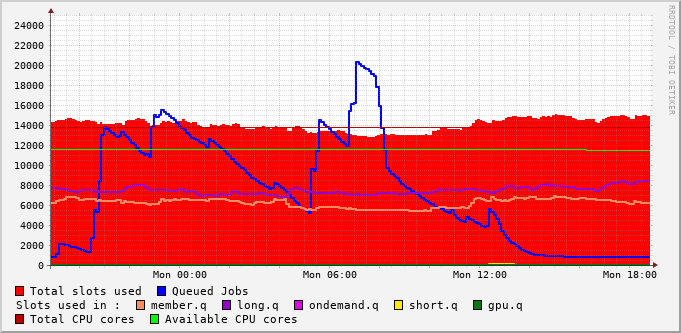 RRDTOOL / TOBI OETIKER
24000
22000
20000
18000
16000
14000
12000
10000
8000
6000
4000
2000
0
Mon 00:00 Mon 06:00 Mon 12:00 Mon 18:00
Total slots used Queued Jobs
Slots used in : member.q long.q ondemand.q short.q gpu.q
Total CPU cores Available CPU cores